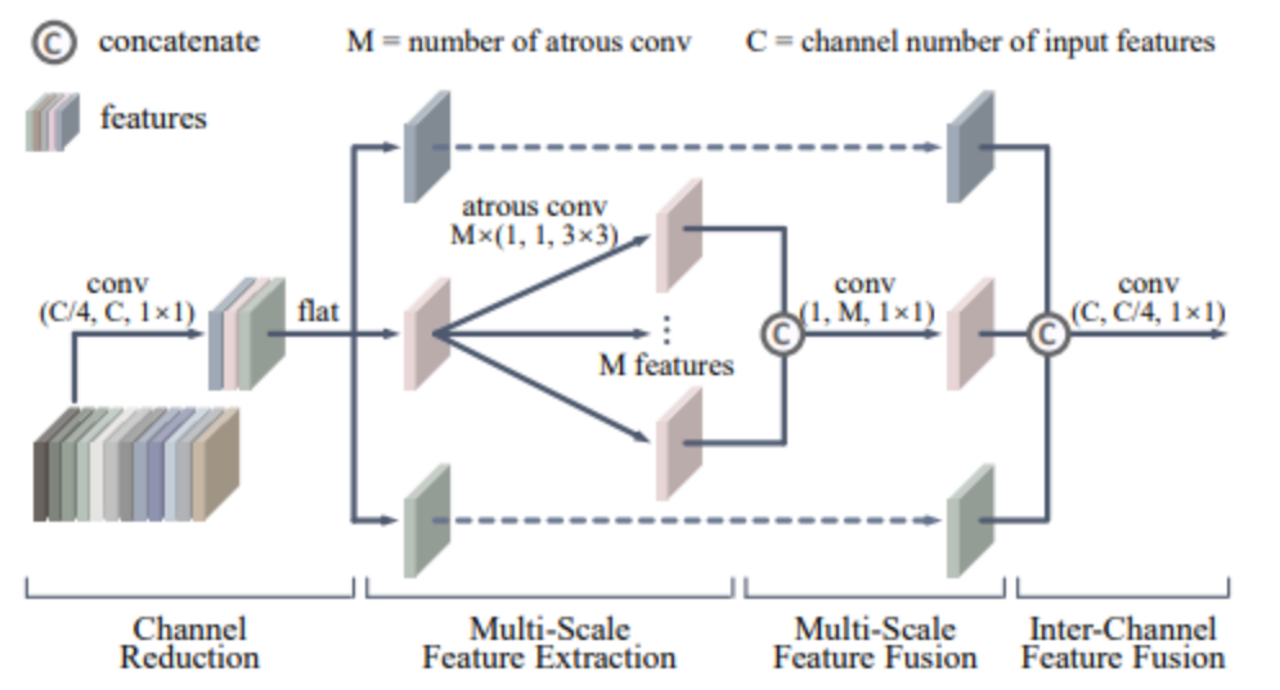 C concatenate
M = number of atrous conv
C = channel number of input features
features
atrous conv
M×(1, 1, 3×3)
conv
(C/4, C, 1×1)
flat
M features
C
conv
(1, M, 1×1)
C
conv
(C, C/4, 1×1)
Channel
Reduction
Multi-Scale
Feature Extraction
Multi-Scale
Feature Fusion
Inter-Channel
Feature Fusion